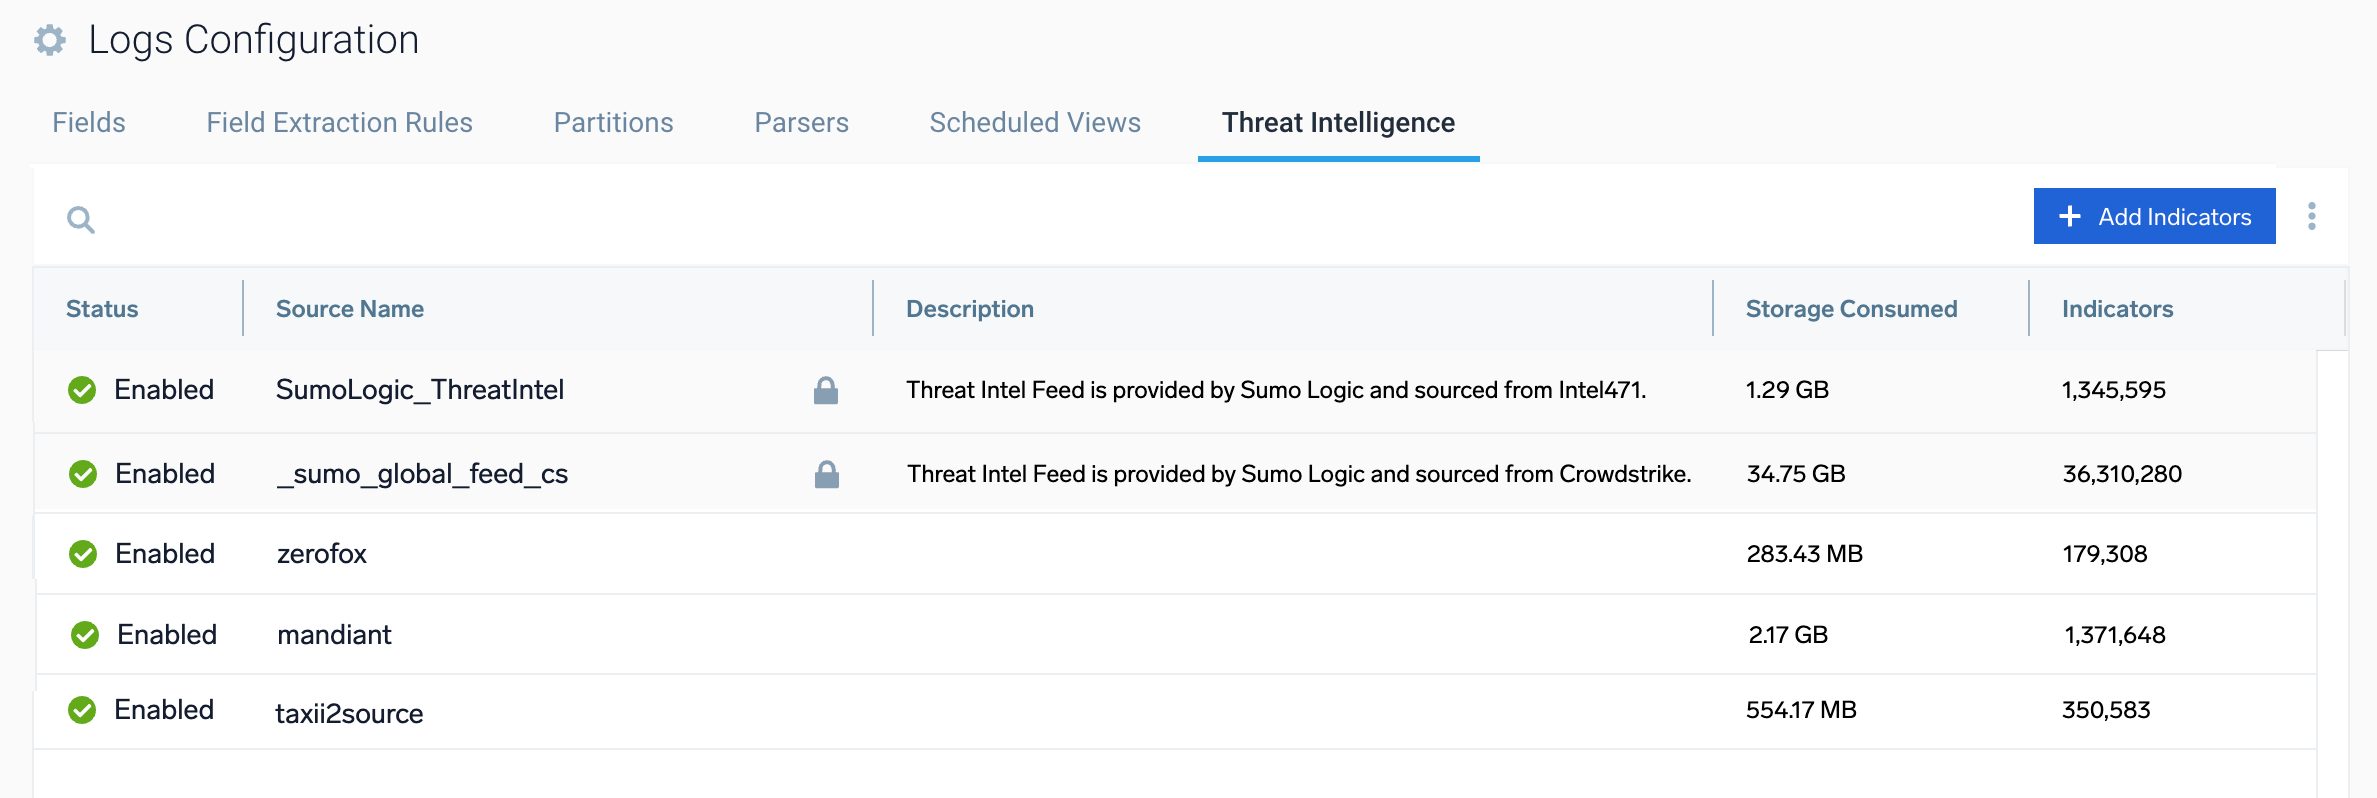 Logs Configuration
Fields Field Extraction Rules Partitions Parsers Scheduled Views Threat Intelligence
+ Add Indicators
Status Source Name Description Storage Consumed Indicators
Enabled SumoLogic_ThreatIntel Threat Intel Feed is provided by Sumo Logic and sourced from Intel471. 1.29 GB 1,345,595
Enabled _sumo_global_feed_cs Threat Intel Feed is provided by Sumo Logic and sourced from Crowdstrike. 34.75 GB 36,310,280
Enabled zerofox 283.43 MB 179,308
Enabled mandiant 2.17 GB 1,371,648
Enabled taxii2source 554.17 MB 350,583